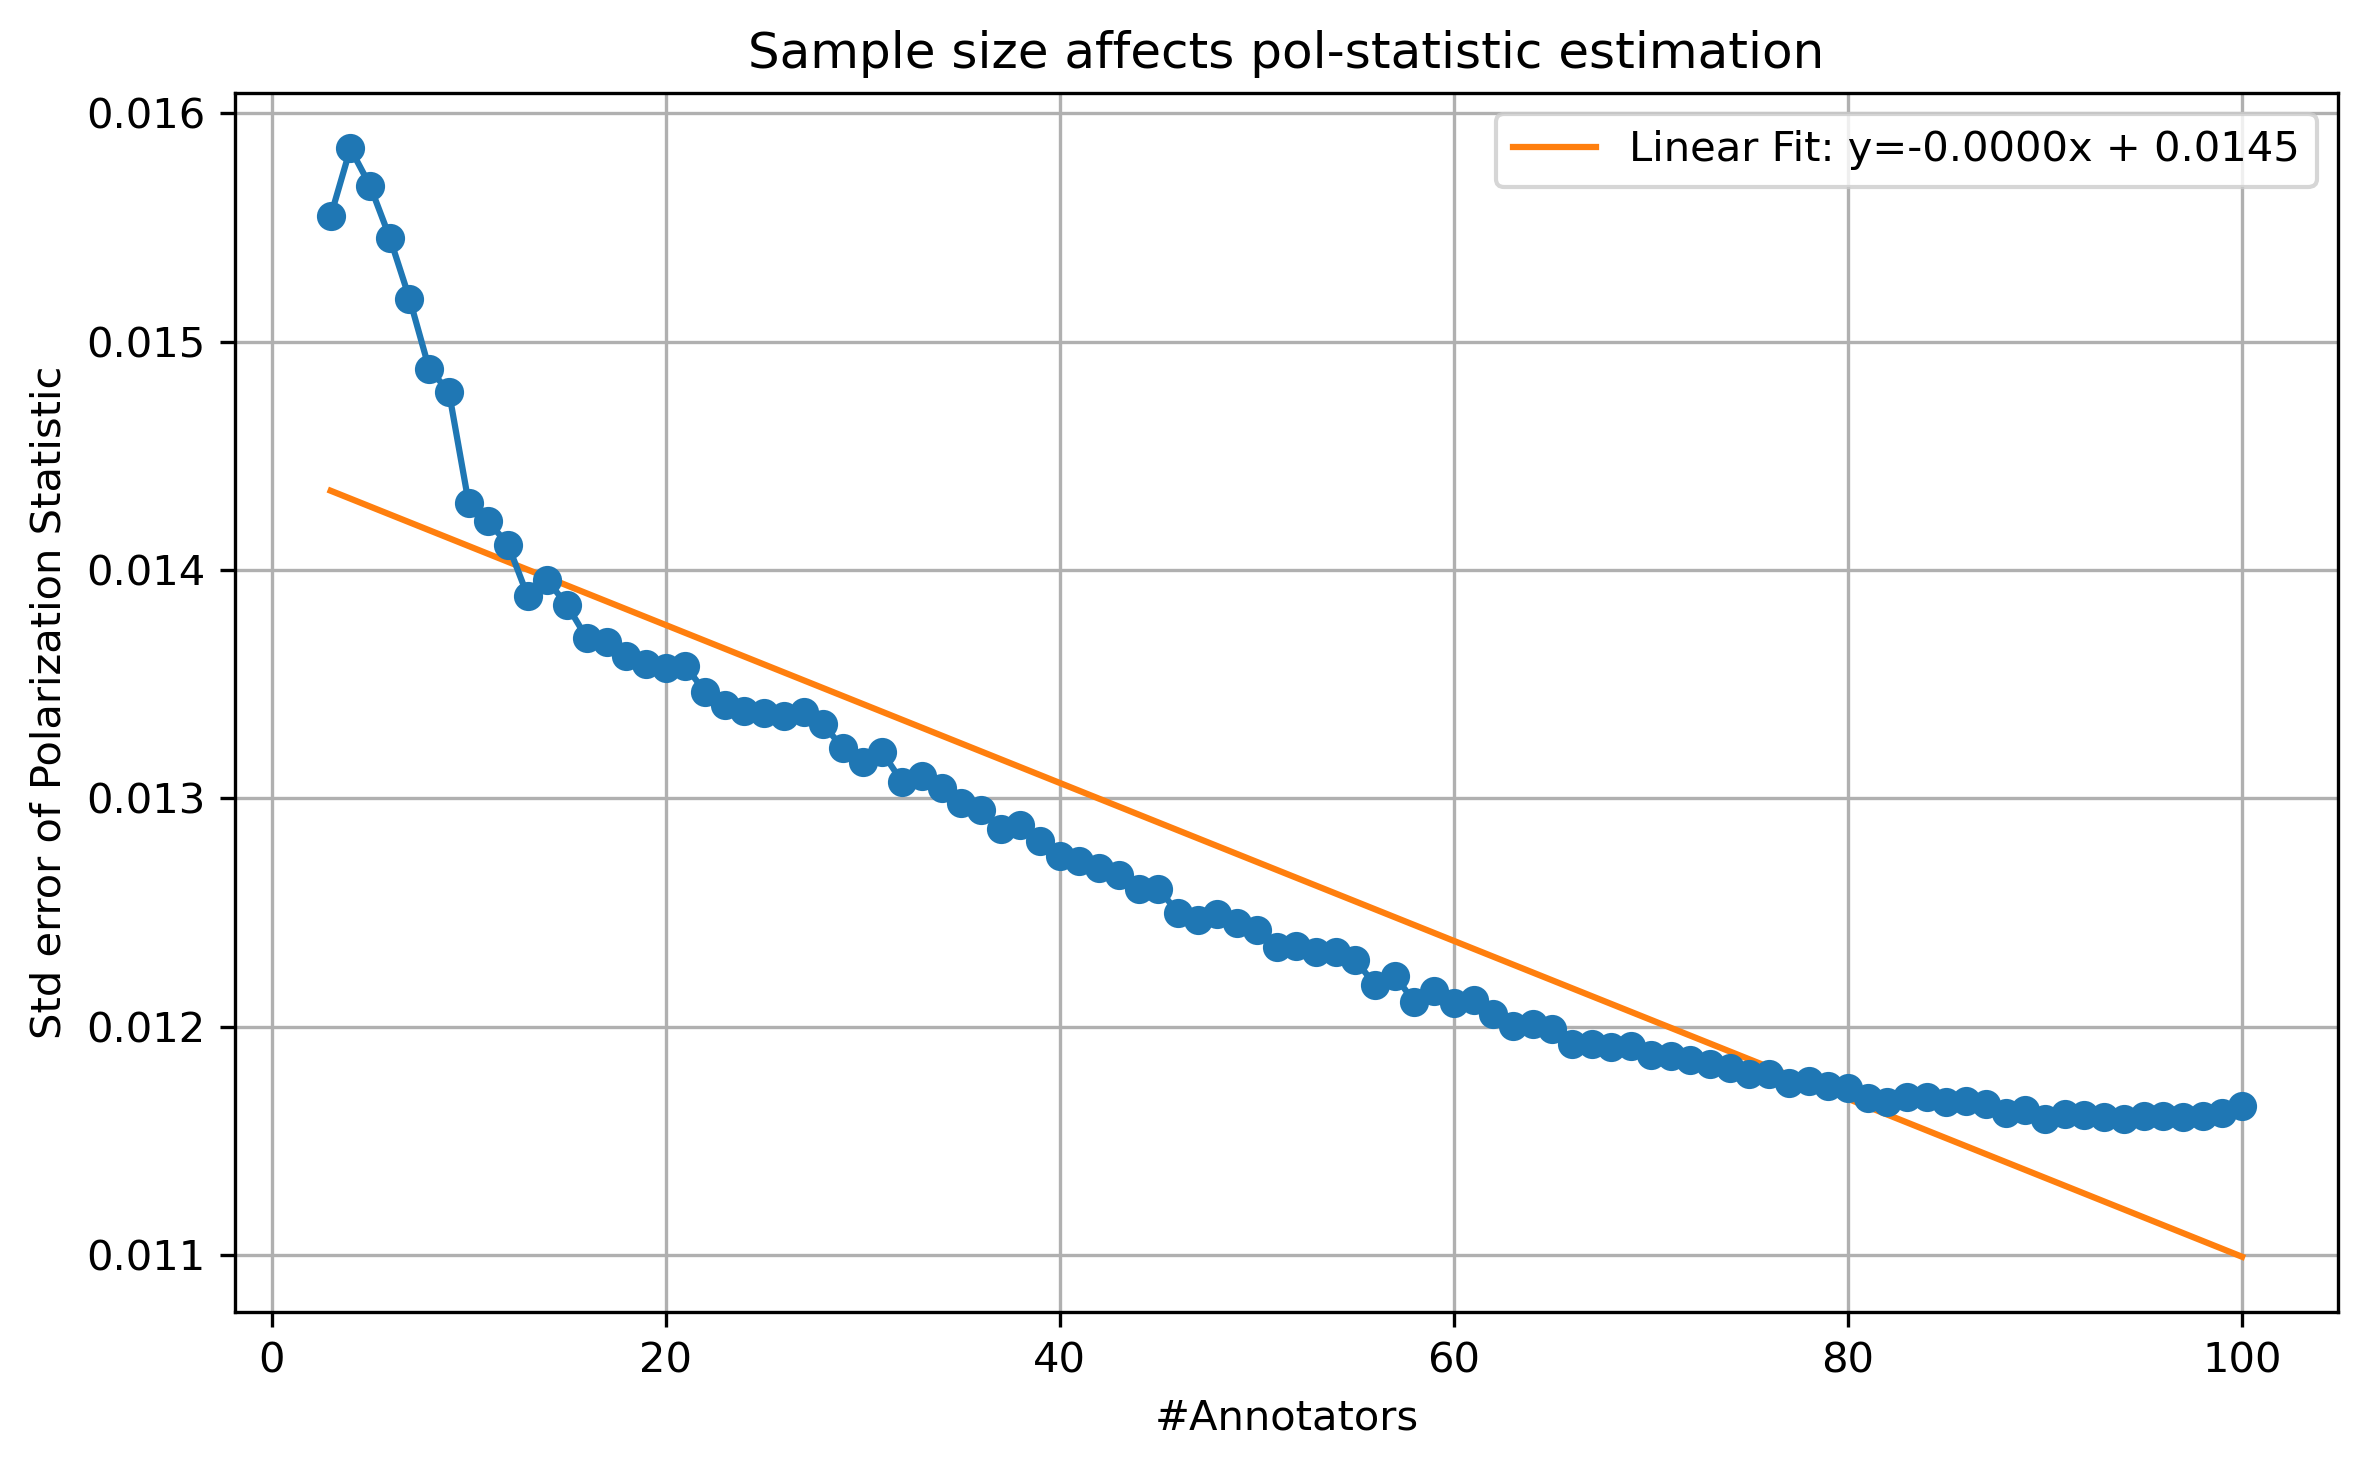 Sample size affects pol-statistic estimation
Linear Fit: y=-0.0000x + 0.0145
Std error of Polarization Statistic
0.016
0.015
0.014
0.013
0.012
0.011
0 20 40 60 80 100
#Annotators